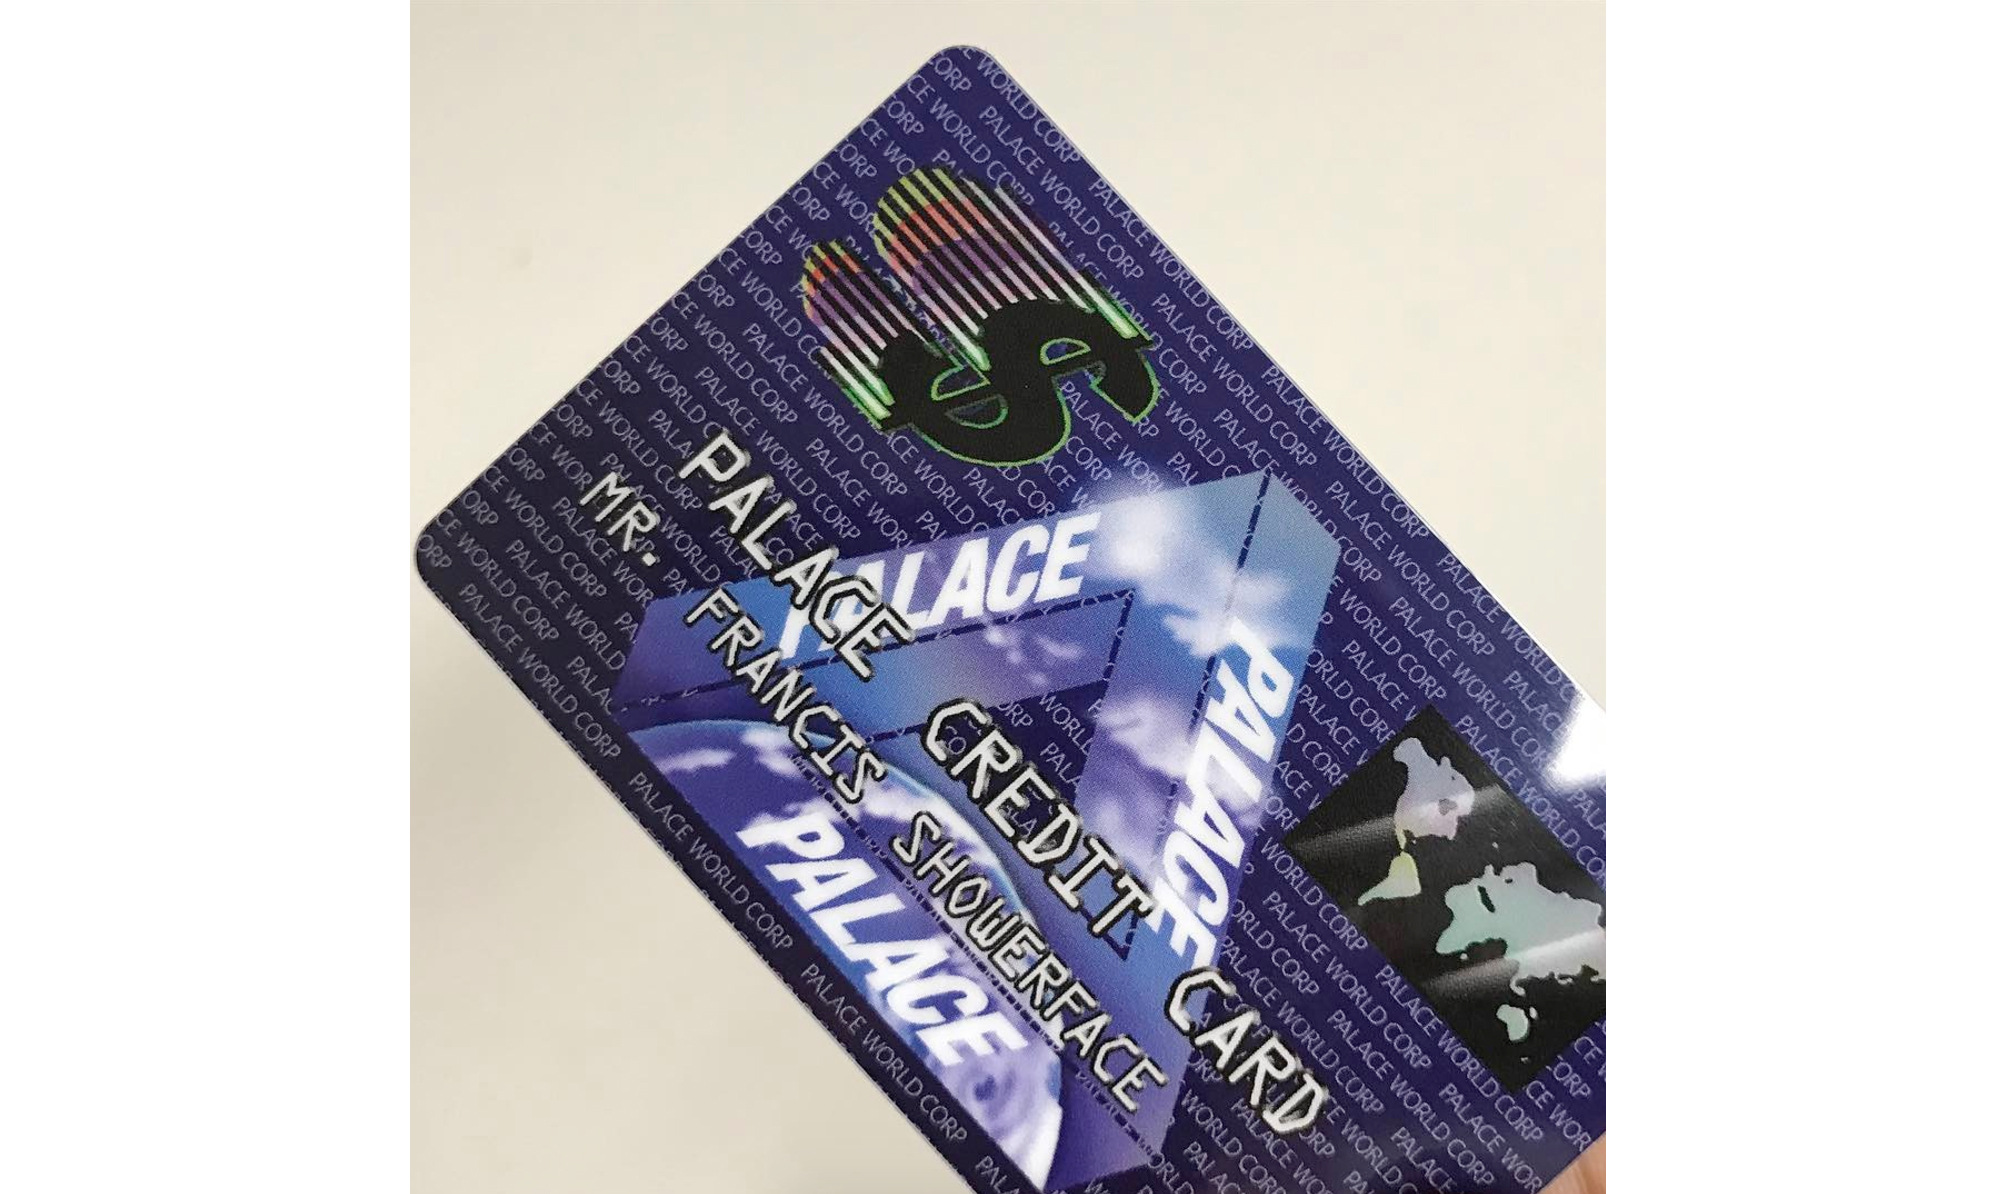 $
PALACE CREDIT CARD
MR. FRANCIS SHOWERFACE
PALACE
PALACE
PALACE
PALACE WORLD CORP